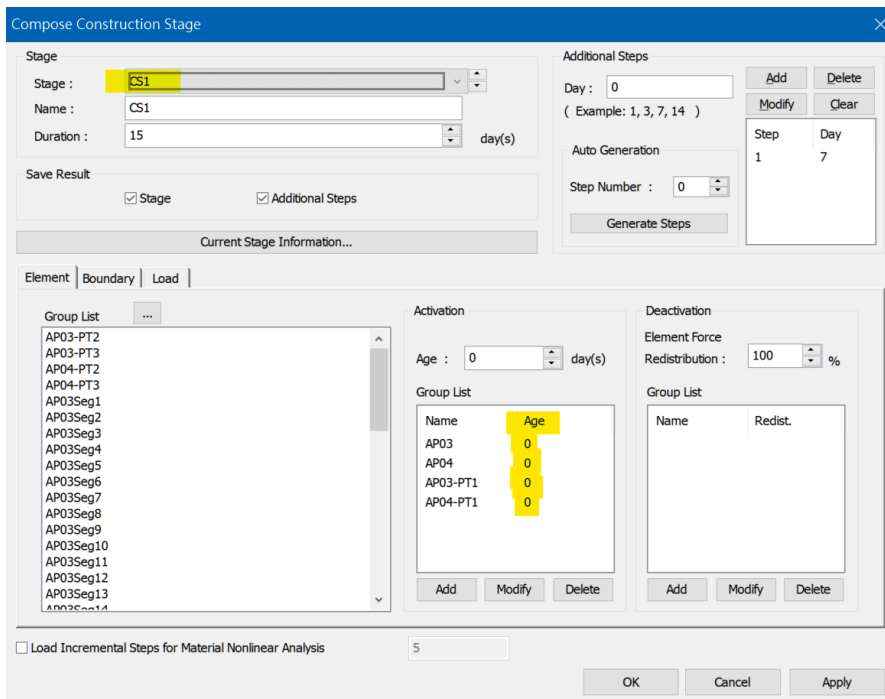 Compose Construction Stage
Stage
Stage :
CS1
Name :
CS1
Duration :
15
day(s)
Save Result
Stage
Additional Steps
Current Stage Information...
Additional Steps
Day :
0
( Example: 1, 3, 7, 14 )
Add
Delete
Modify
Clear
Auto Generation
Step Number :
0
Generate Steps
Step Day
1 7
Element Boundary Load
Group List
...
AP03-PT2
AP03-PT3
AP04-PT2
AP04-PT3
AP03Seg1
AP03Seg2
AP03Seg3
AP03Seg4
AP03Seg5
AP03Seg6
AP03Seg7
AP03Seg8
AP03Seg9
AP03Seg10
AP03Seg11
AP03Seg12
AP03Seg13
AP03Seg14
Activation
Age :
0
day(s)
Group List
Name Age
AP03 0
AP04 0
AP03-PT1 0
AP04-PT1 0
Add
Modify
Delete
Deactivation
Element Force
Redistribution :
100
%
Group List
Name Redist.
Add
Modify
Delete
Load Incremental Steps for Material Nonlinear Analysis
5
OK
Cancel
Apply